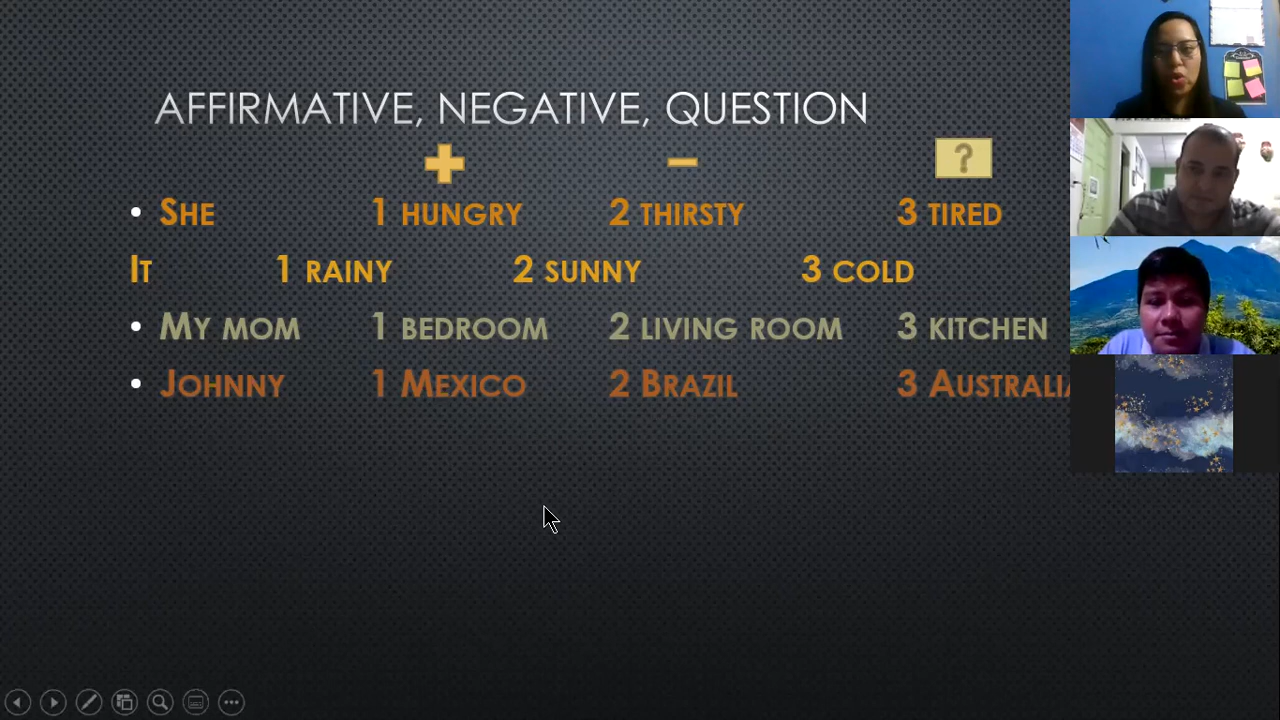 AFFIRMATIVE, NEGATIVE, QUESTION
+ – ?
• SHE 1 HUNGRY 2 THIRSTY 3 TIRED
IT 1 RAINY 2 SUNNY 3 COLD
• MY MOM 1 BEDROOM 2 LIVING ROOM 3 KITCHEN
• JOHNNY 1 MEXICO 2 BRAZIL 3 AUSTRALIA